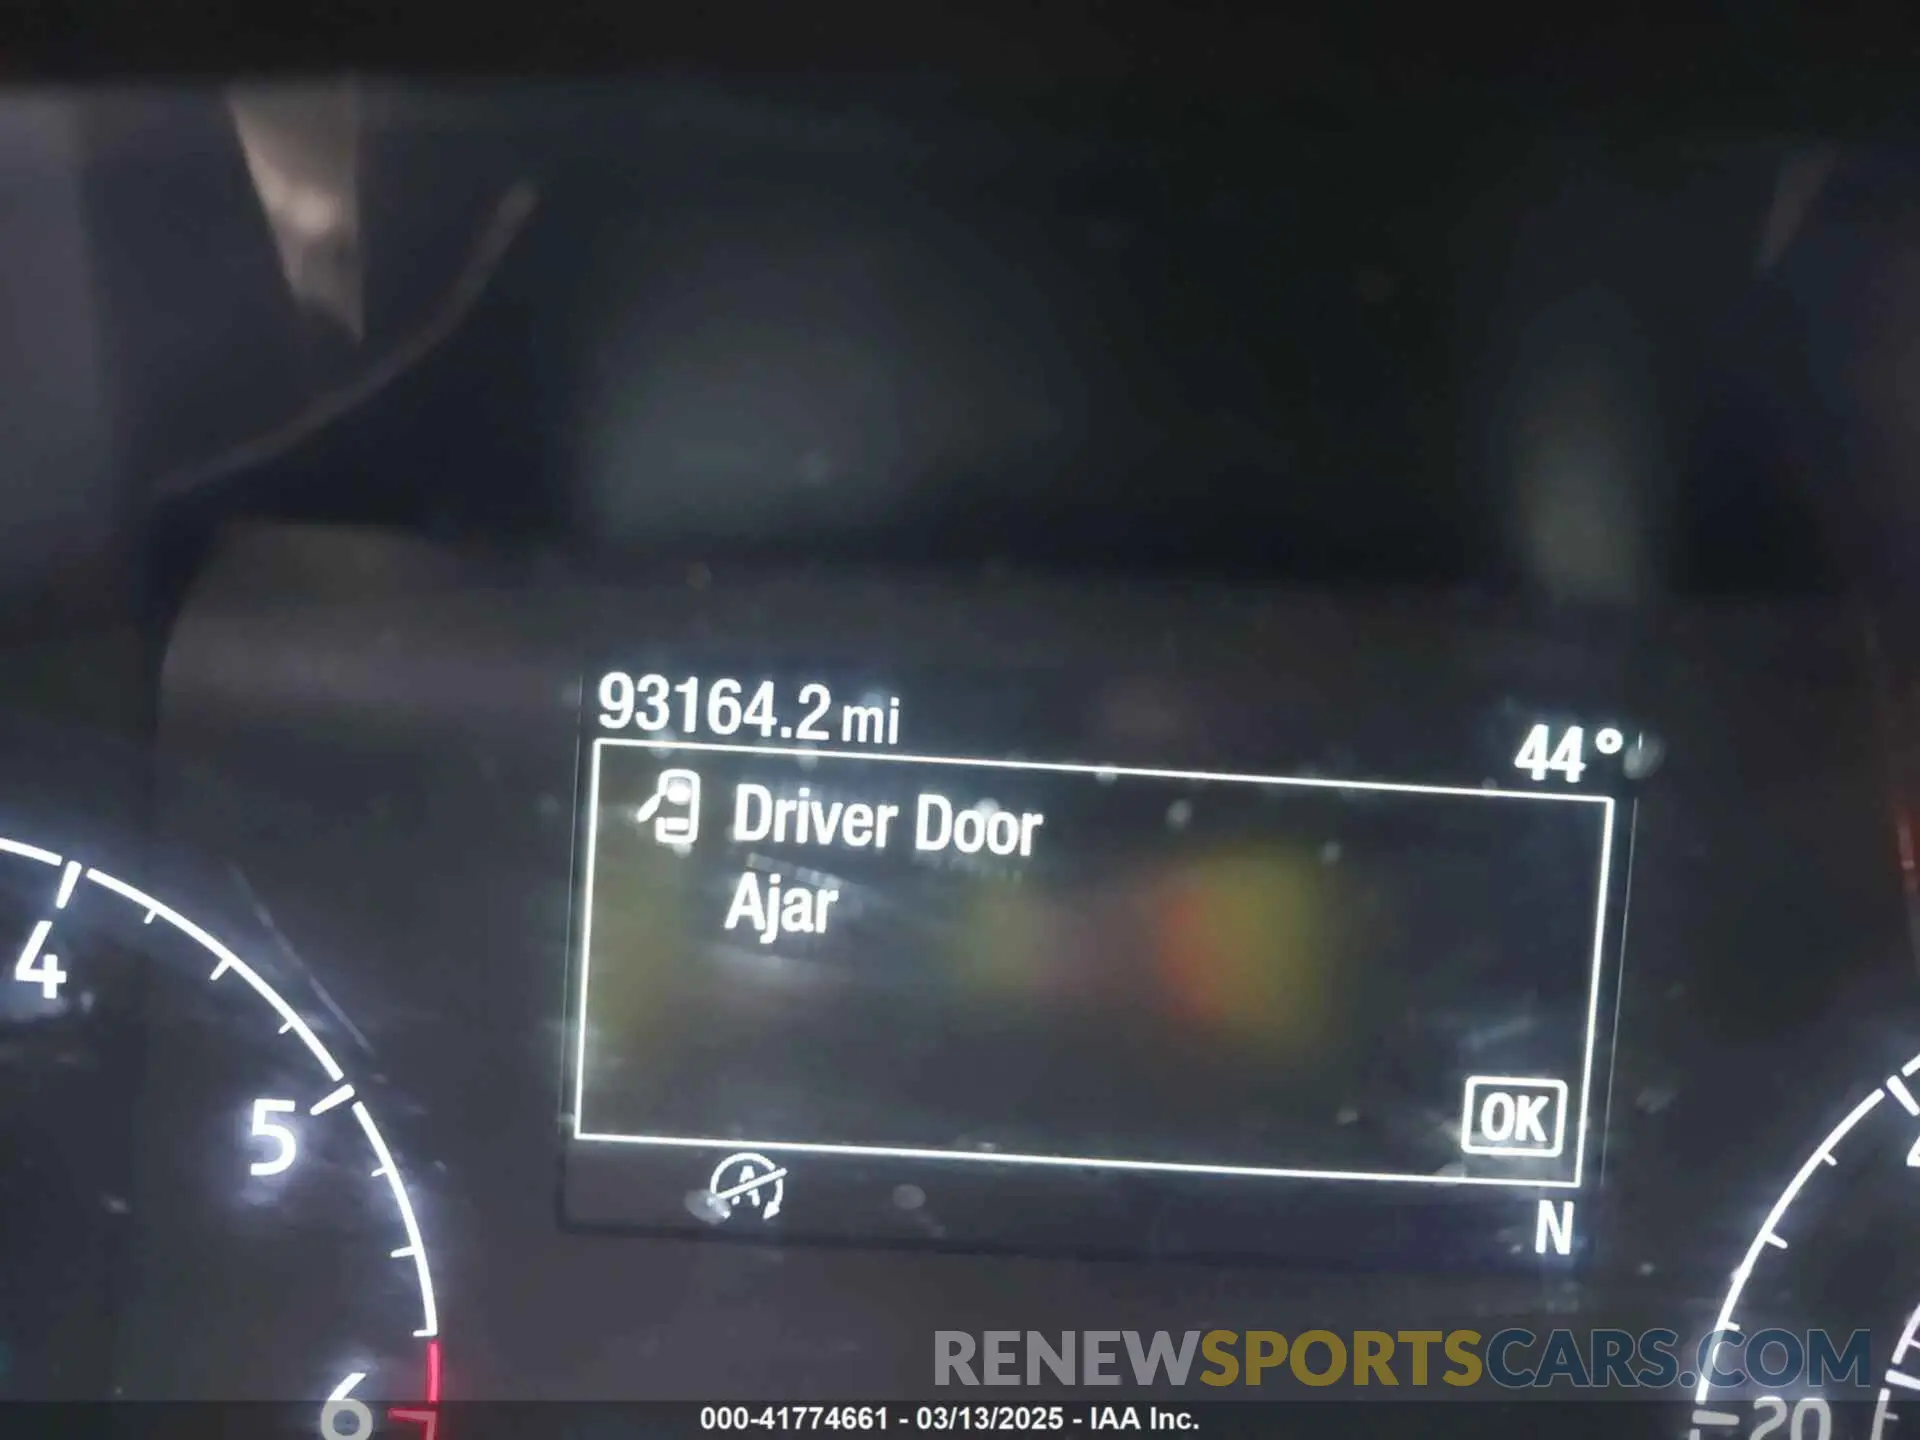 93164.2 mi
44°
Driver Door
Ajar
4
5
OK
A
N
6
20
RENEWSPORTSCARS.COM
000-41774661 - 03/13/2025 - IAA Inc.